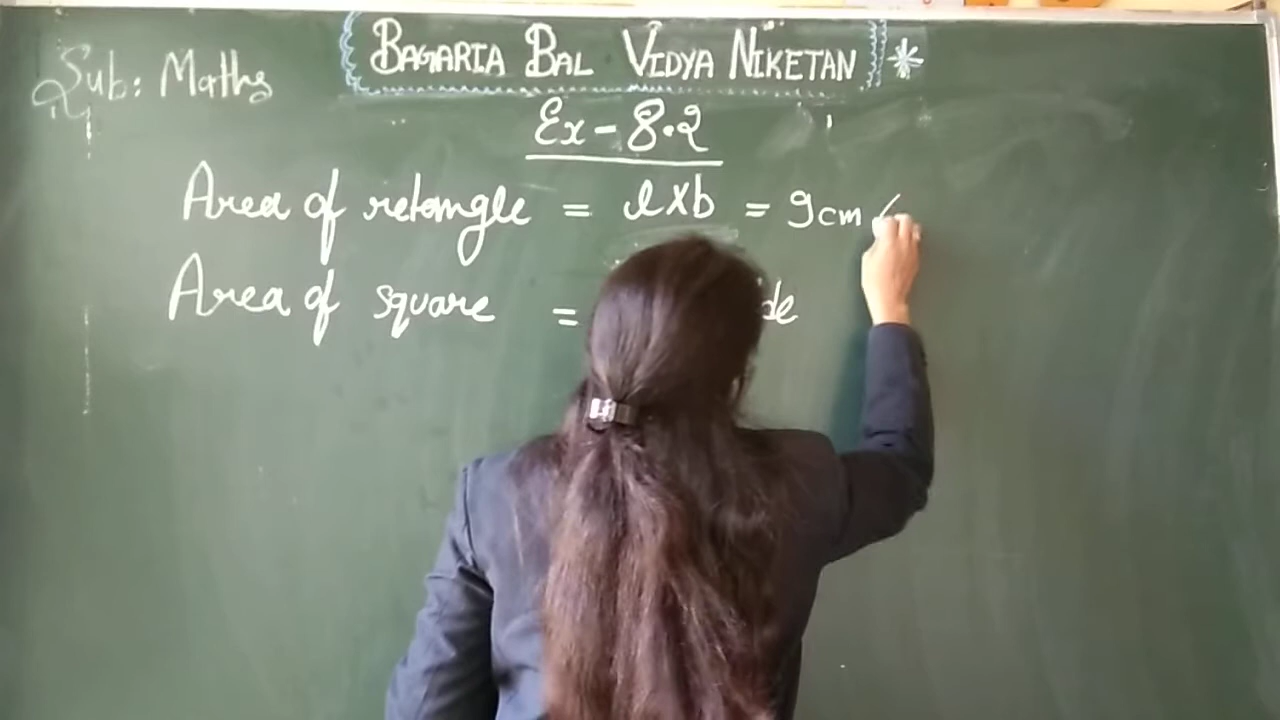 BAGARIA BAL VIDYA NIKETAN
Sub: Maths
Ex-8.2
Area of retangle = l×b = 9cm
Area of square =